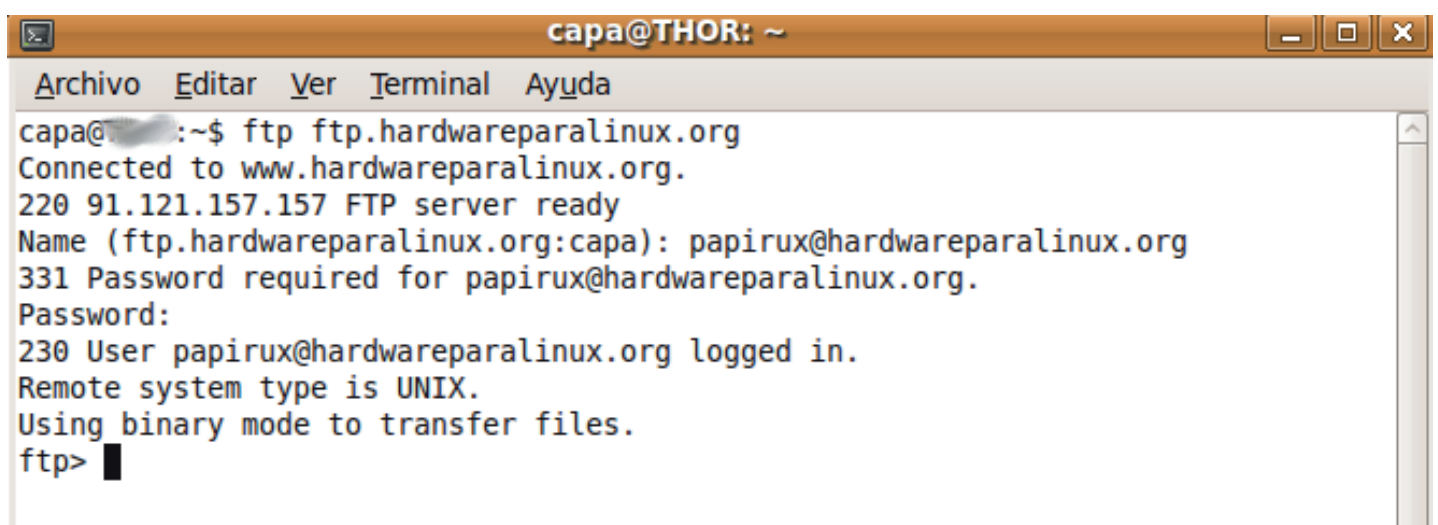 capa@THOR: ~
Archivo Editar Ver Terminal Ayuda
capa@ :~$ ftp ftp.hardwareparalinux.org
Connected to www.hardwareparalinux.org.
220 91.121.157.157 FTP server ready
Name (ftp.hardwareparalinux.org:capa): papirux@hardwareparalinux.org
331 Password required for papirux@hardwareparalinux.org.
Password:
230 User papirux@hardwareparalinux.org logged in.
Remote system type is UNIX.
Using binary mode to transfer files.
ftp>